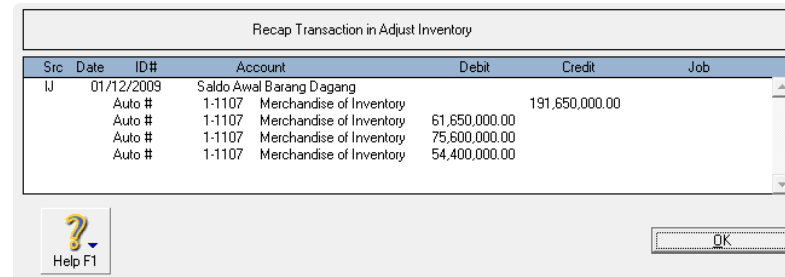 Recap Transaction in Adjust Inventory
Src Date ID# Account Debit Credit Job
IJ 01/12/2009 Saldo Awal Barang Dagang
Auto # 1-1107 Merchandise of Inventory 191,650,000.00
Auto # 1-1107 Merchandise of Inventory 61,650,000.00
Auto # 1-1107 Merchandise of Inventory 75,600,000.00
Auto # 1-1107 Merchandise of Inventory 54,400,000.00
Help F1
OK